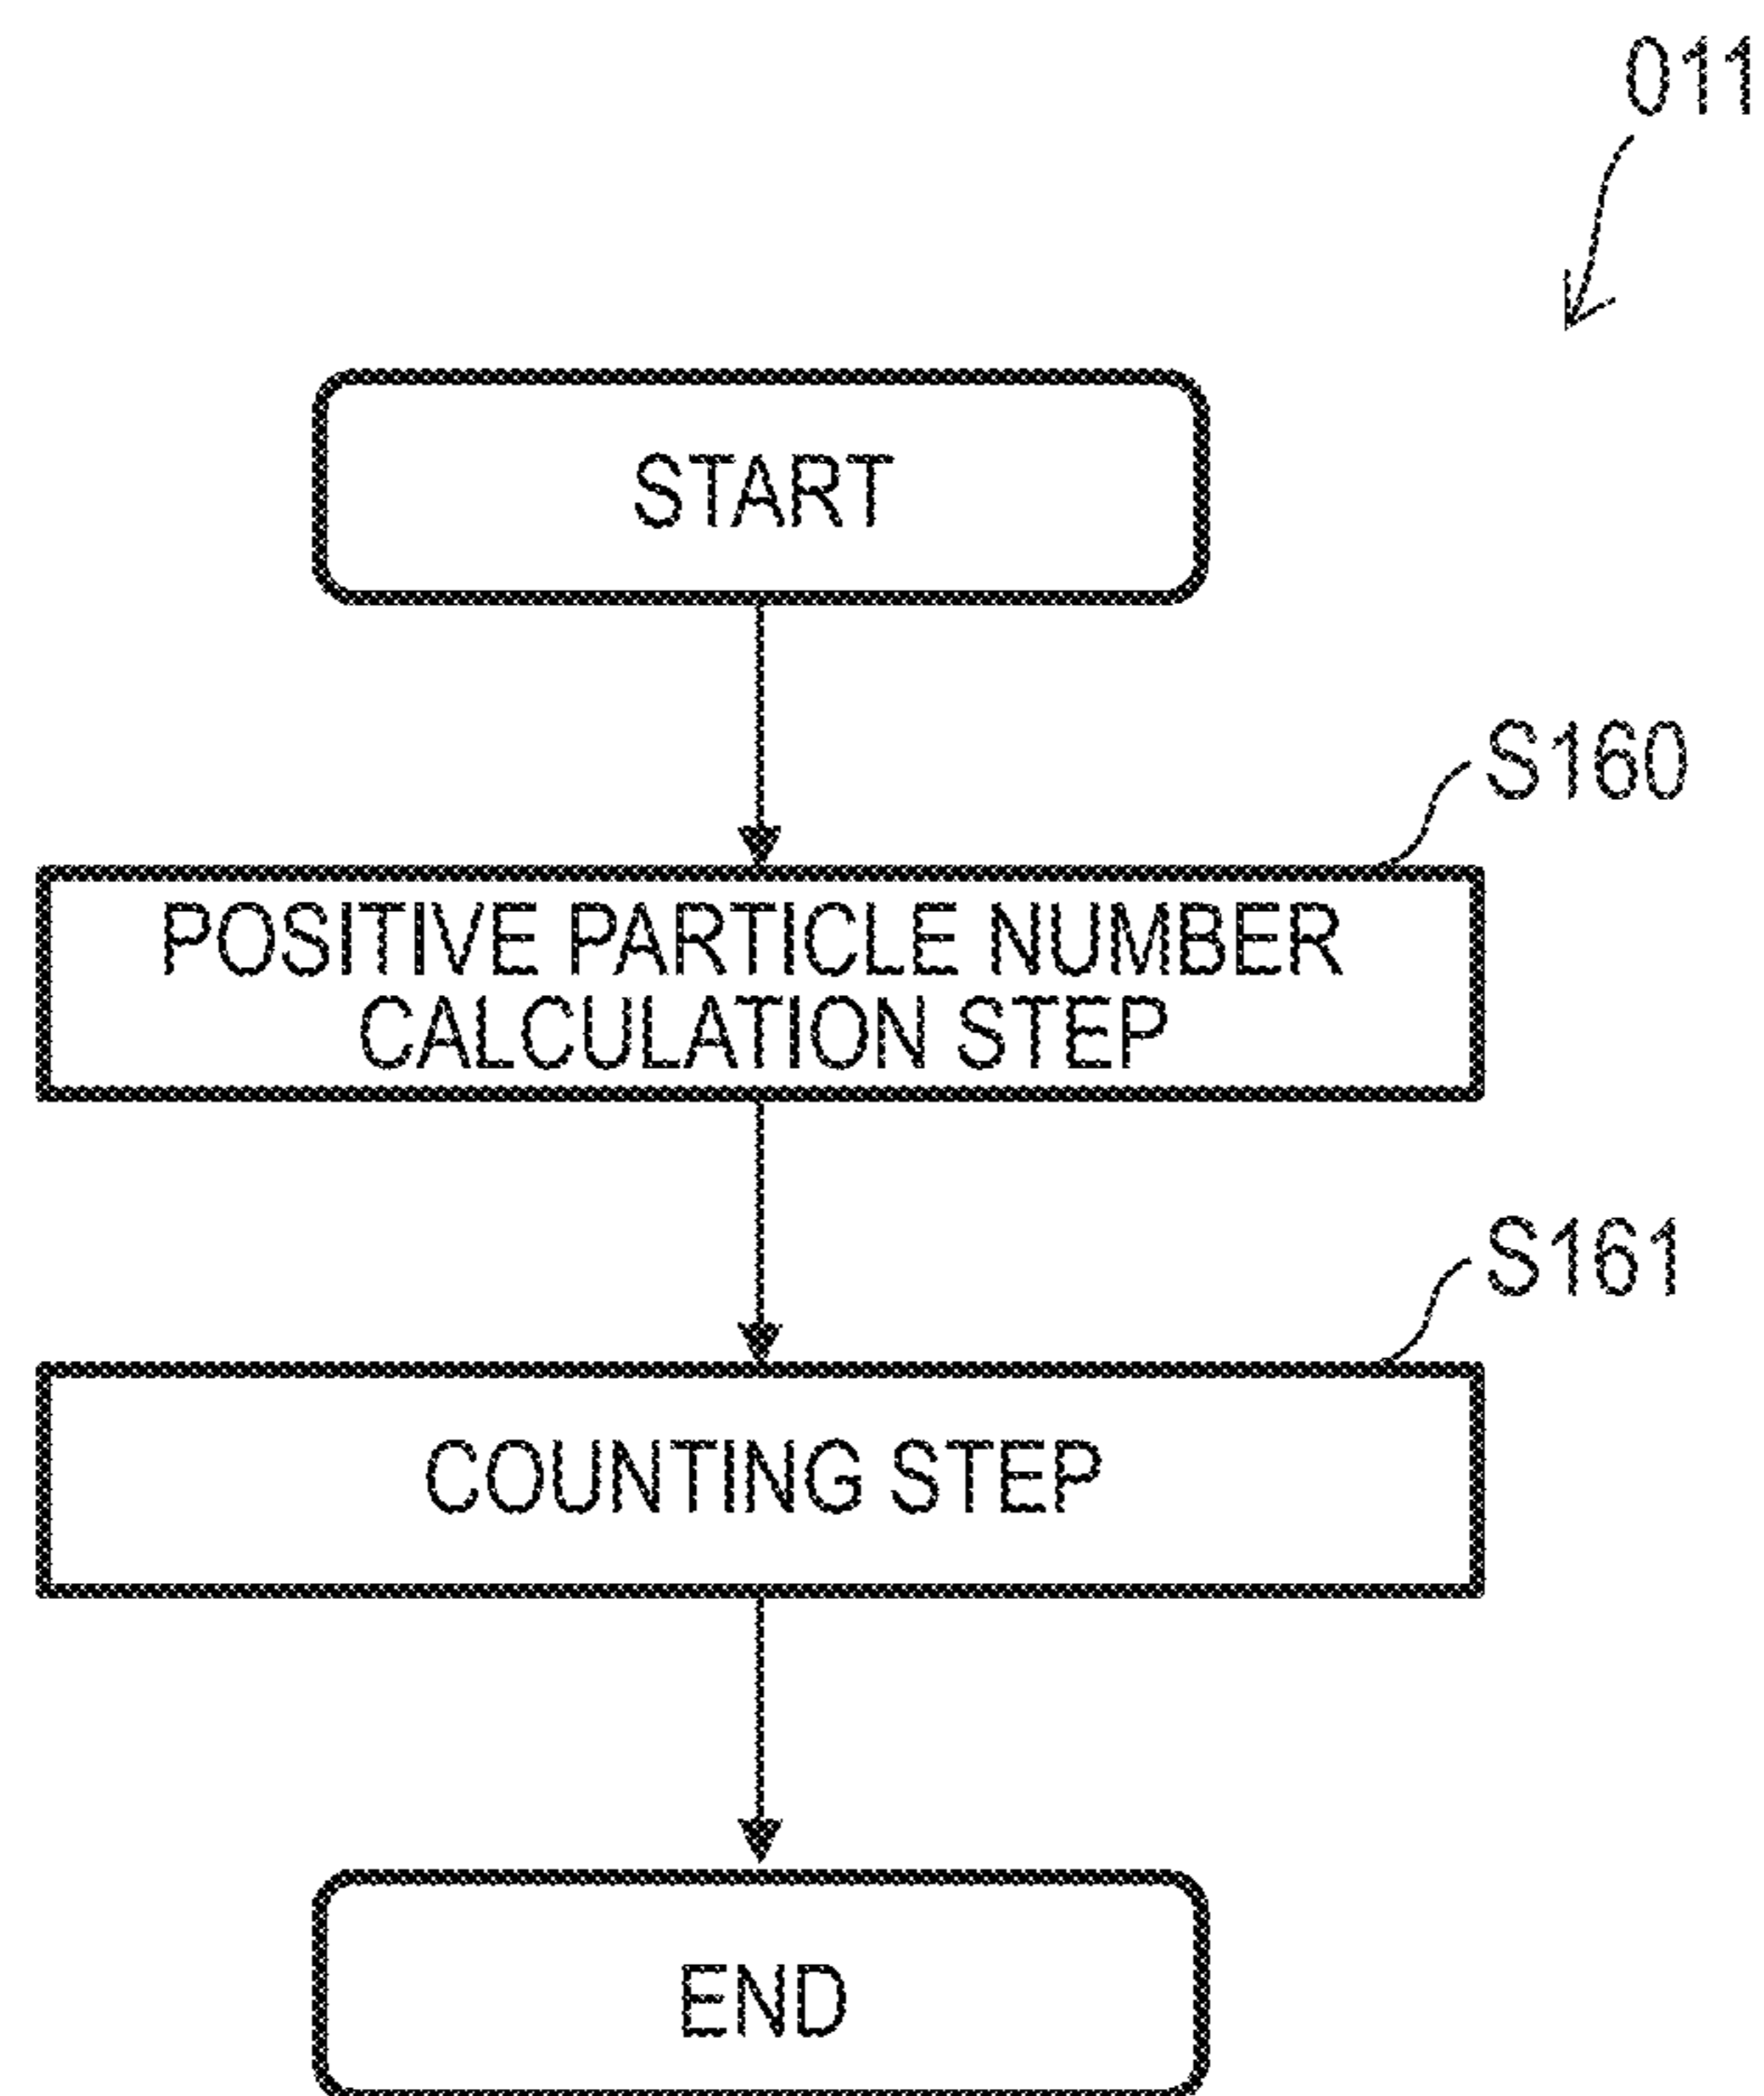 011
START
S160
POSITIVE PARTICLE NUMBER
CALCULATION STEP
S161
COUNTING STEP
END